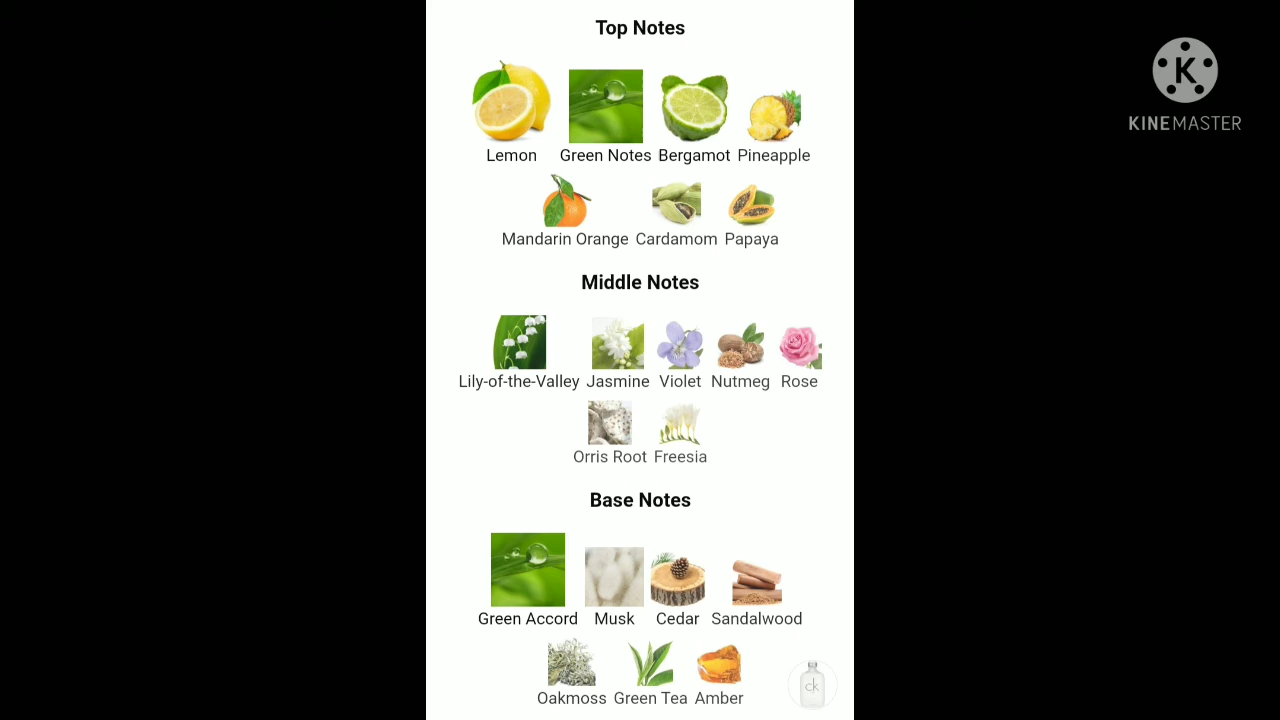 Top Notes
Lemon Green Notes Bergamot Pineapple
Mandarin Orange Cardamom Papaya
Middle Notes
Lily-of-the-Valley Jasmine Violet Nutmeg Rose
Orris Root Freesia
Base Notes
Green Accord Musk Cedar Sandalwood
Oakmoss Green Tea Amber
K
KINEMASTER
ck